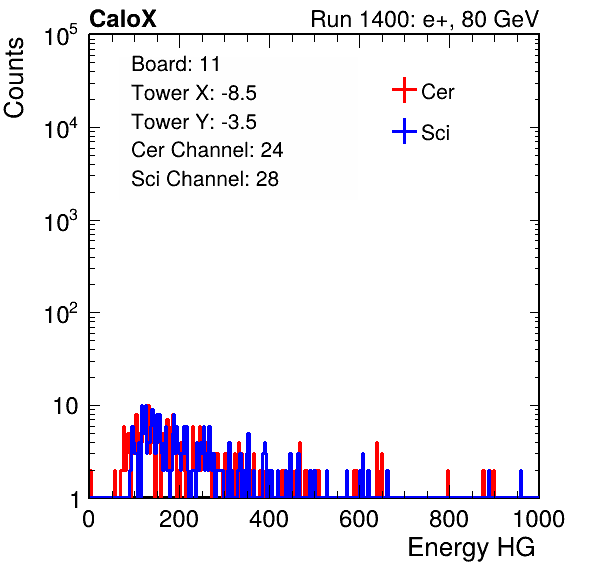 CaloX Run 1400: e+, 80 GeV
Counts
10^5
10^4
10^3
10^2
10
1
Board: 11
Tower X: -8.5
Tower Y: -3.5
Cer Channel: 24
Sci Channel: 28
Cer
Sci
0 200 400 600 800 1000
Energy HG